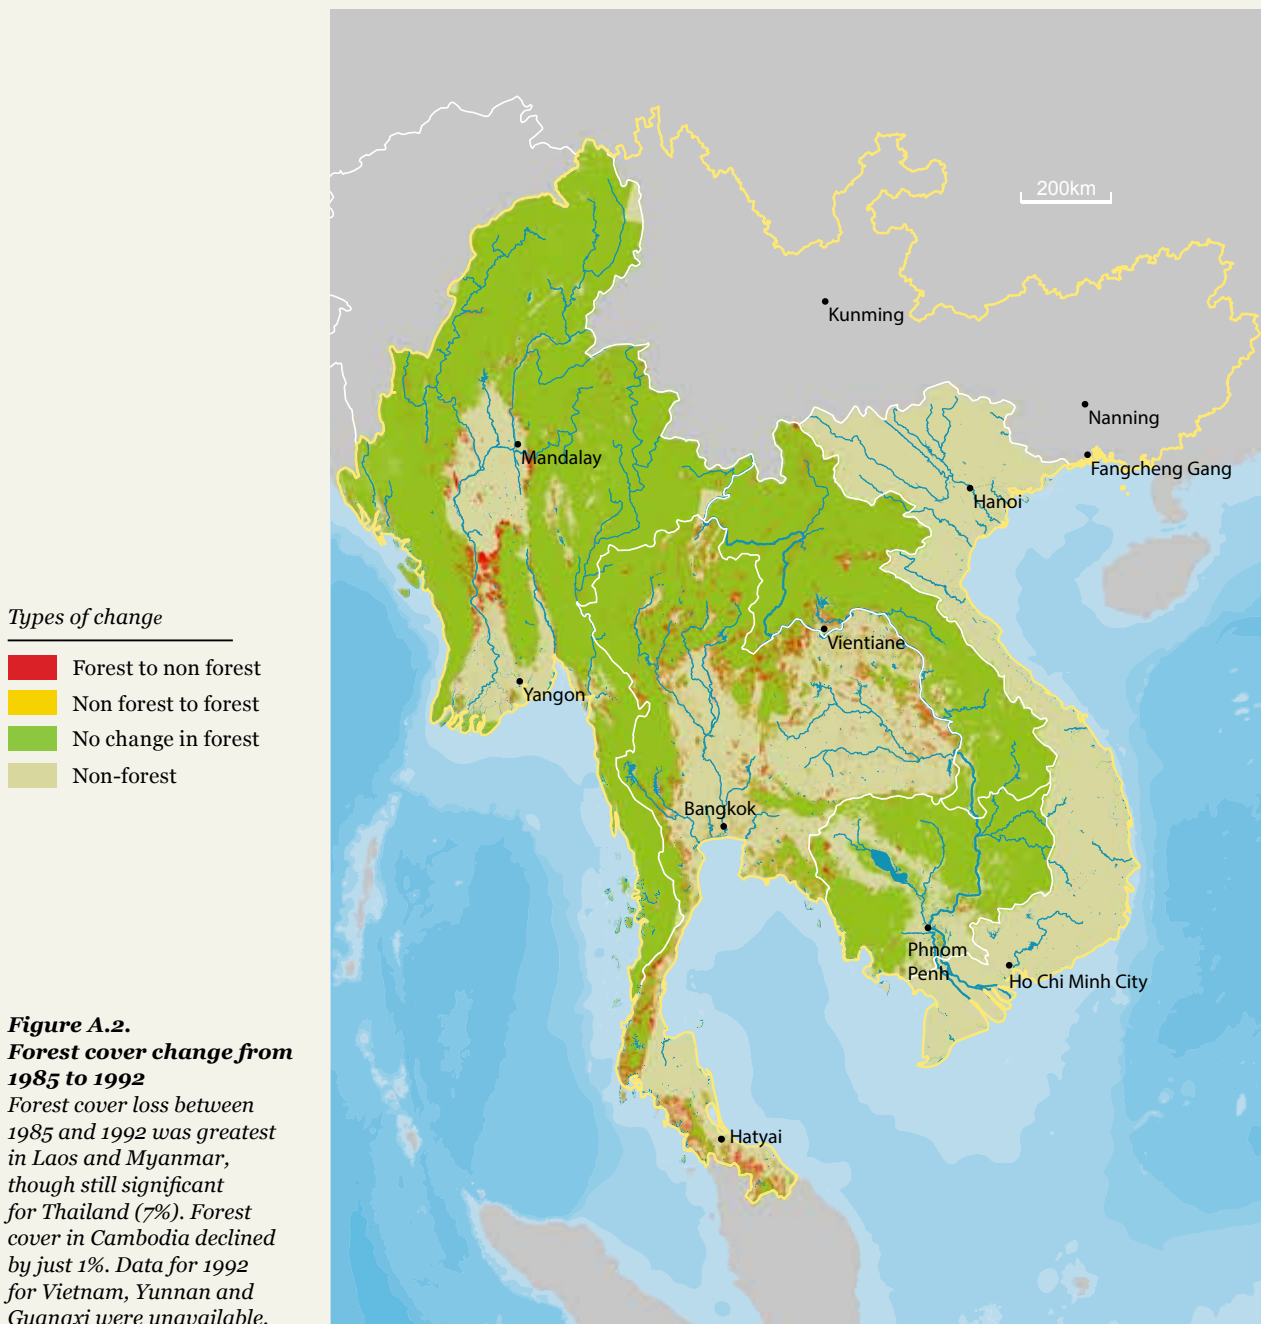 200km
Kunming
Nanning
Fangcheng Gang
Mandalay
Hanoi
Vientiane
Yangon
Bangkok
Phnom
Penh
Ho Chi Minh City
Hatyai
Types of change
Forest to non forest
Non forest to forest
No change in forest
Non-forest
Figure A.2.
Forest cover change from
1985 to 1992
Forest cover loss between
1985 and 1992 was greatest
in Laos and Myanmar,
though still significant
for Thailand (7%). Forest
cover in Cambodia declined
by just 1%. Data for 1992
for Vietnam, Yunnan and
Guangxi were unavailable.